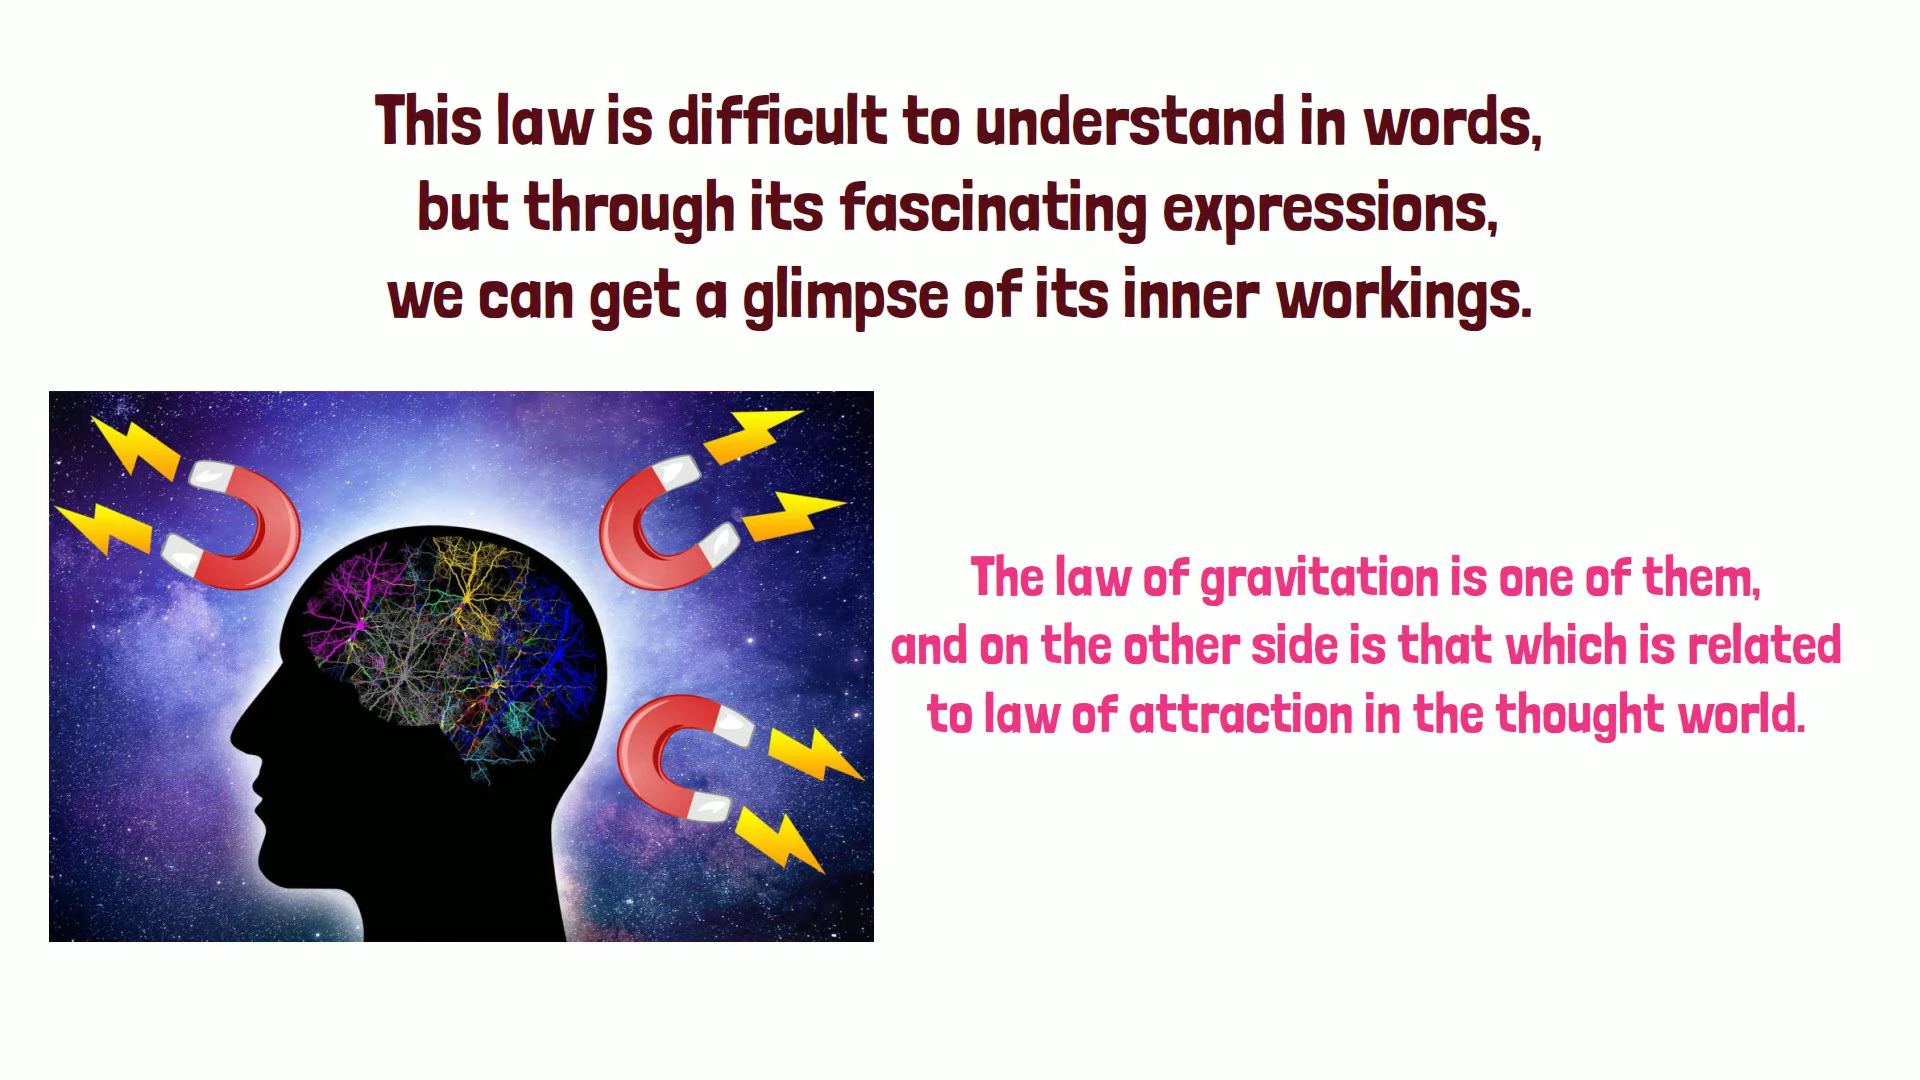 This law is difficult to understand in words,
but through its fascinating expressions,
we can get a glimpse of its inner workings.
The law of gravitation is one of them,
and on the other side is that which is related
to law of attraction in the thought world.